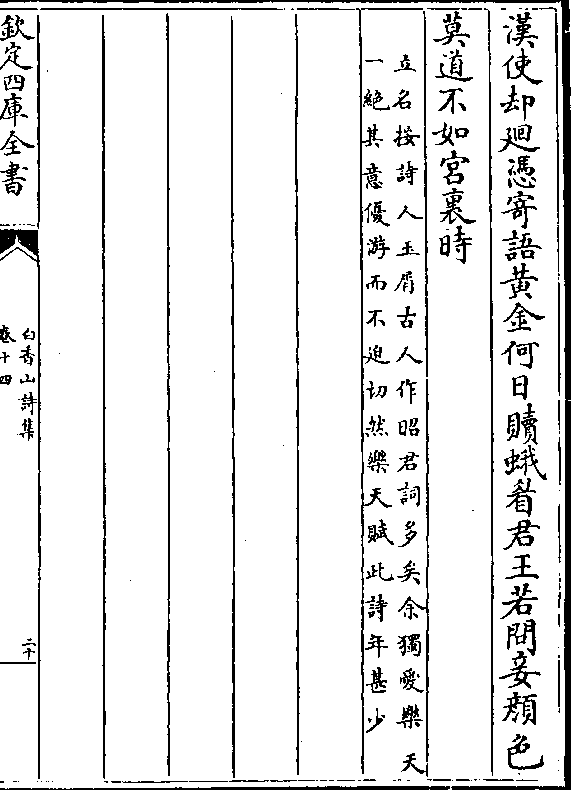 漢使却廻憑寄語黄金何日贖蛾眉君王若問妾顔色
莫道不如宮裏時
立名按詩人玉屑古人作昭君詞多矣余獨愛樂天
一絶其意優游而不迫切然樂天賦此詩年甚少
欽定四庫全書
白香山詩集
卷十四
二十